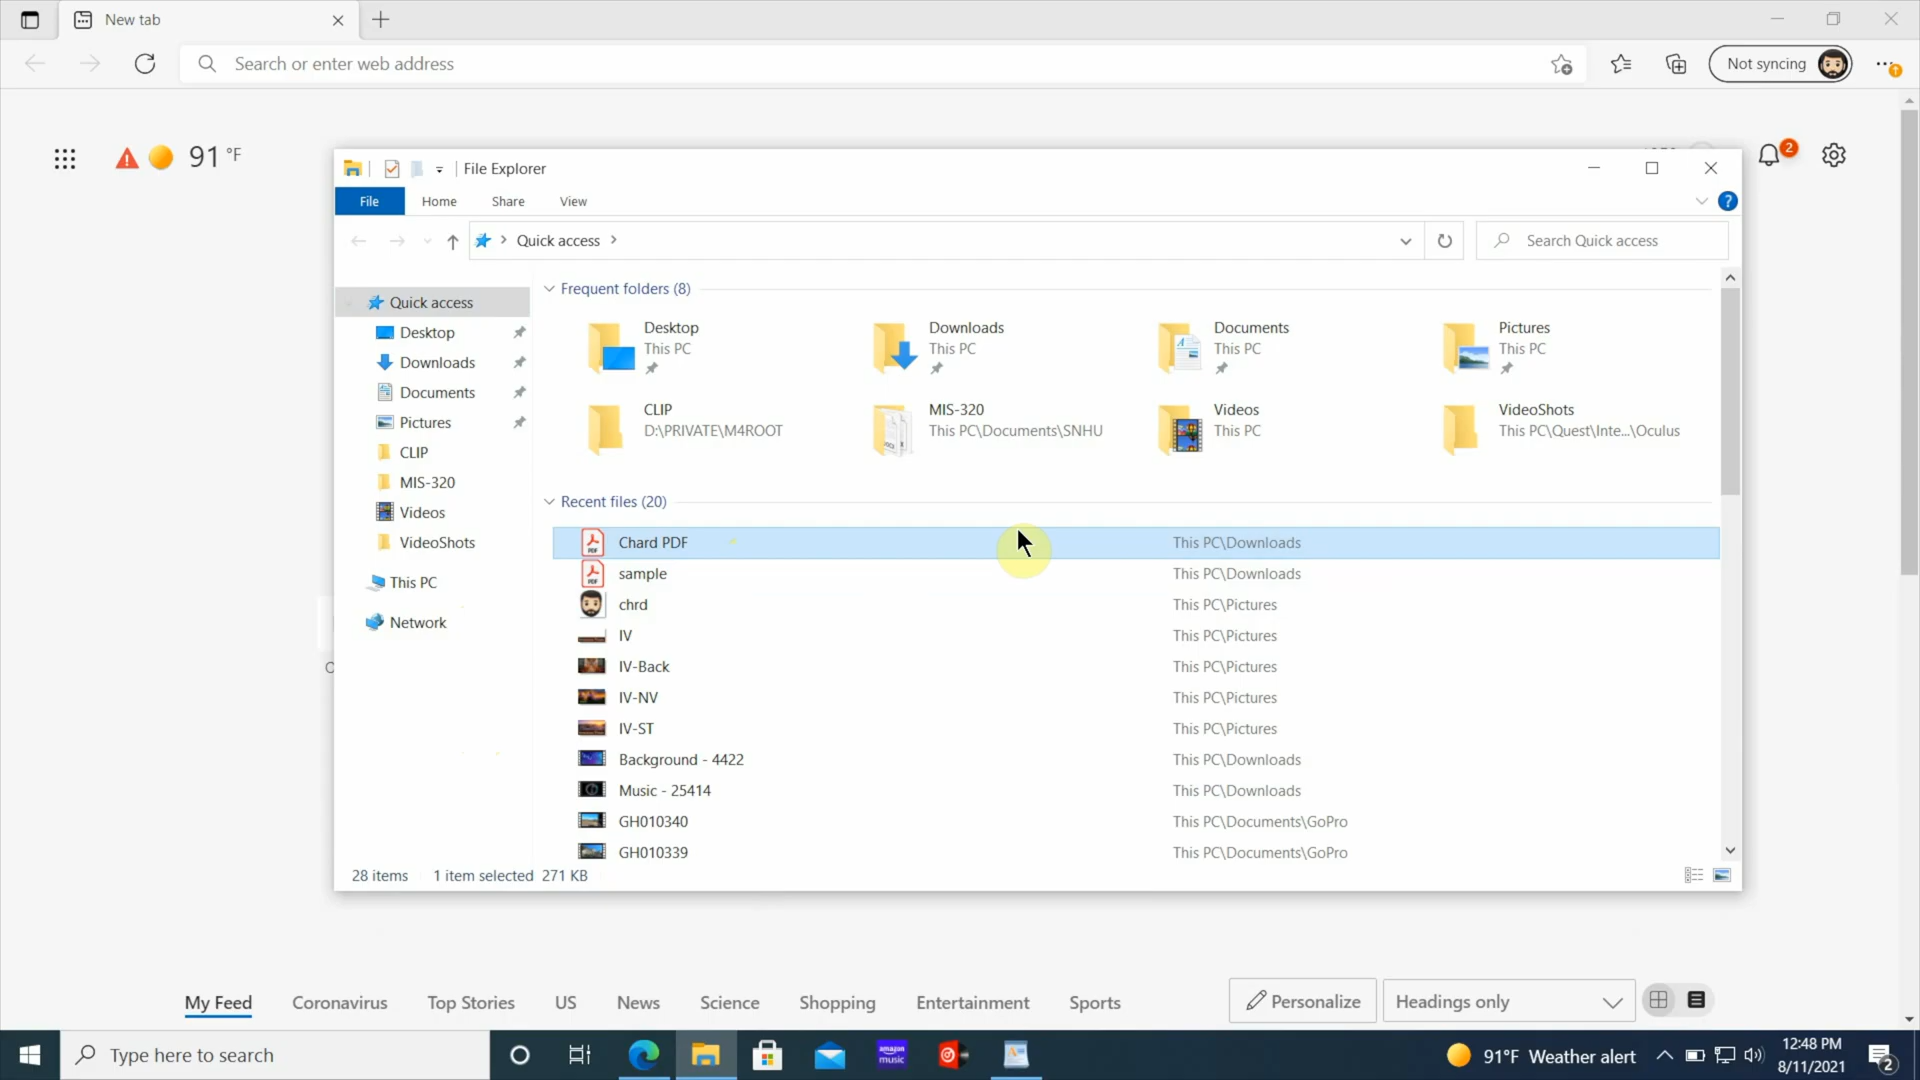 New tab
Search or enter web address
Not syncing
91 °F
2
File Explorer
File Home Share View
Quick access
Search Quick access
Quick access
Desktop
Downloads
Documents
Pictures
CLIP
MIS-320
Videos
VideoShots
This PC
Network
Frequent folders (8)
Desktop
This PC
Downloads
This PC
Documents
This PC
Pictures
This PC
CLIP
D:\PRIVATE\M4ROOT
MIS-320
This PC\Documents\SNHU
Videos
This PC
VideoShots
This PC\Quest\Inte...\Oculus
Recent files (20)
Chard PDF This PC\Downloads
sample This PC\Downloads
chrd This PC\Pictures
IV This PC\Pictures
IV-Back This PC\Pictures
IV-NV This PC\Pictures
IV-ST This PC\Pictures
Background - 4422 This PC\Downloads
Music - 25414 This PC\Downloads
GH010340 This PC\Documents\GoPro
GH010339 This PC\Documents\GoPro
28 items 1 item selected 271 KB
My Feed Coronavirus Top Stories US News Science Shopping Entertainment Sports
Personalize
Headings only
Type here to search
amazon
music
91°F Weather alert
12:48 PM
8/11/2021
2